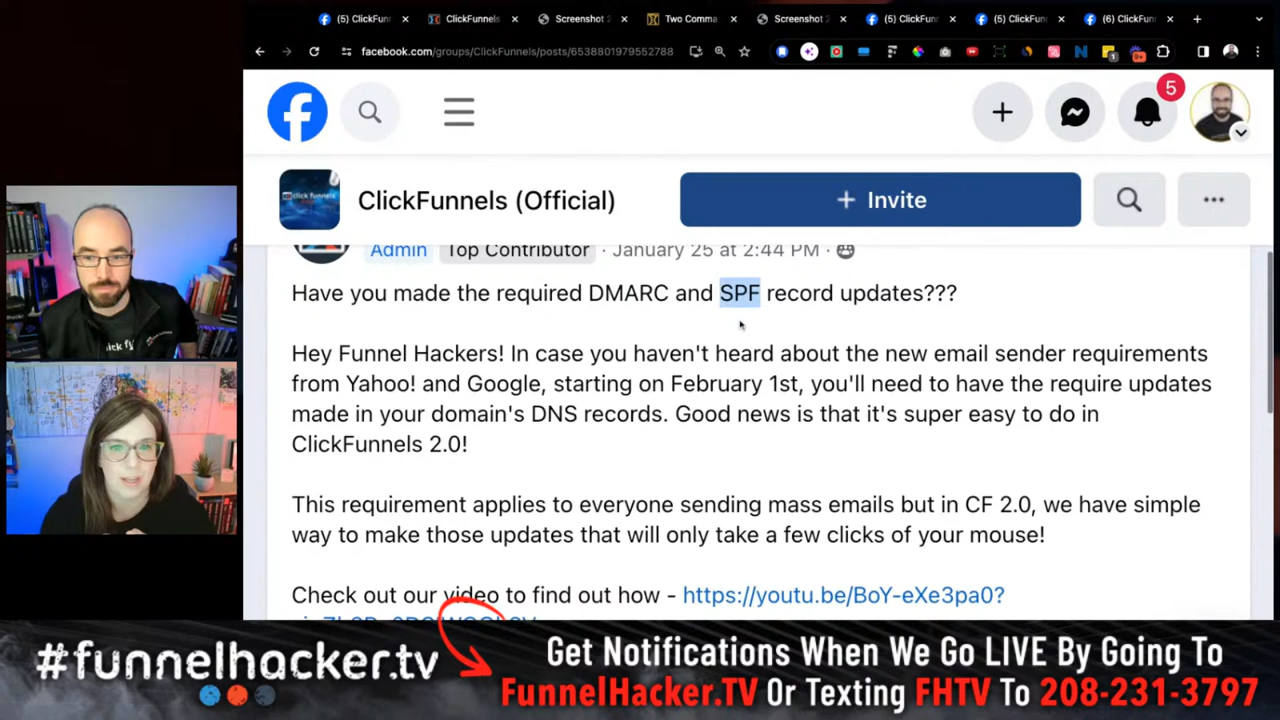 (5) ClickFunr
ClickFunnels
Screenshot 2
Two Comma
Screenshot 2
(5) ClickFunr
(5) ClickFunr
(6) ClickFunr
facebook.com/groups/ClickFunnels/posts/6538801979552788
5
ClickFunnels (Official)
+ Invite
Admin Top Contributor · January 25 at 2:44 PM ·
Have you made the required DMARC and SPF record updates???
Hey Funnel Hackers! In case you haven't heard about the new email sender requirements
from Yahoo! and Google, starting on February 1st, you'll need to have the require updates
made in your domain's DNS records. Good news is that it's super easy to do in
ClickFunnels 2.0!
This requirement applies to everyone sending mass emails but in CF 2.0, we have simple
way to make those updates that will only take a few clicks of your mouse!
Check out our video to find out how - https://youtu.be/BoY-eXe3pa0?
#funnelhacker.tv
Get Notifications When We Go LIVE By Going To
FunnelHacker.TV Or Texting FHTV To 208-231-3797